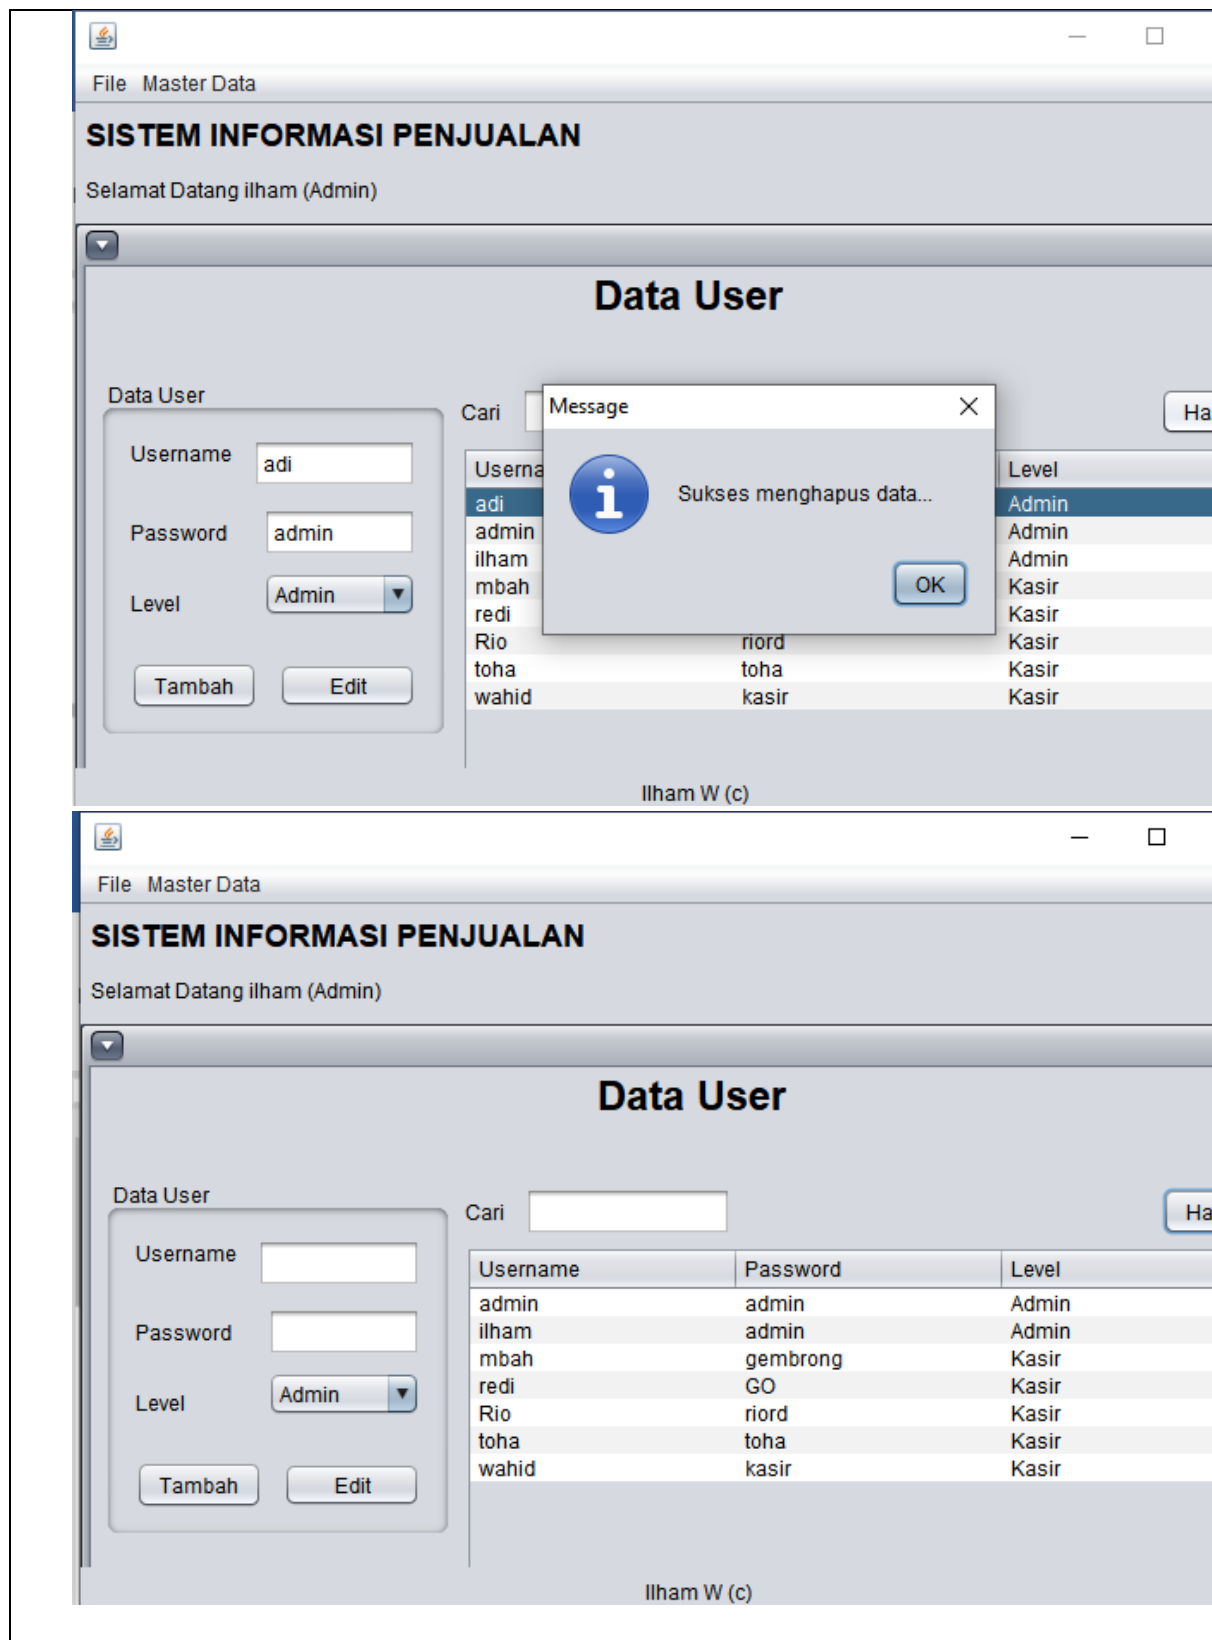 File Master Data
SISTEM INFORMASI PENJUALAN
Selamat Datang ilham (Admin)
Data User
Data User
Cari
Message
Ha
Username adi
Password admin
Level Admin
Tambah Edit
Sukses menghapus data...
OK
Userna Level
adi Admin
admin Admin
ilham Admin
mbah Kasir
redi Kasir
Rio riord Kasir
toha toha Kasir
wahid kasir Kasir
Ilham W (c)
File Master Data
SISTEM INFORMASI PENJUALAN
Selamat Datang ilham (Admin)
Data User
Data User
Cari
Ha
Username
Password
Level Admin
Tambah Edit
Username Password Level
admin admin Admin
ilham admin Admin
mbah gembrong Kasir
redi GO Kasir
Rio riord Kasir
toha toha Kasir
wahid kasir Kasir
Ilham W (c)